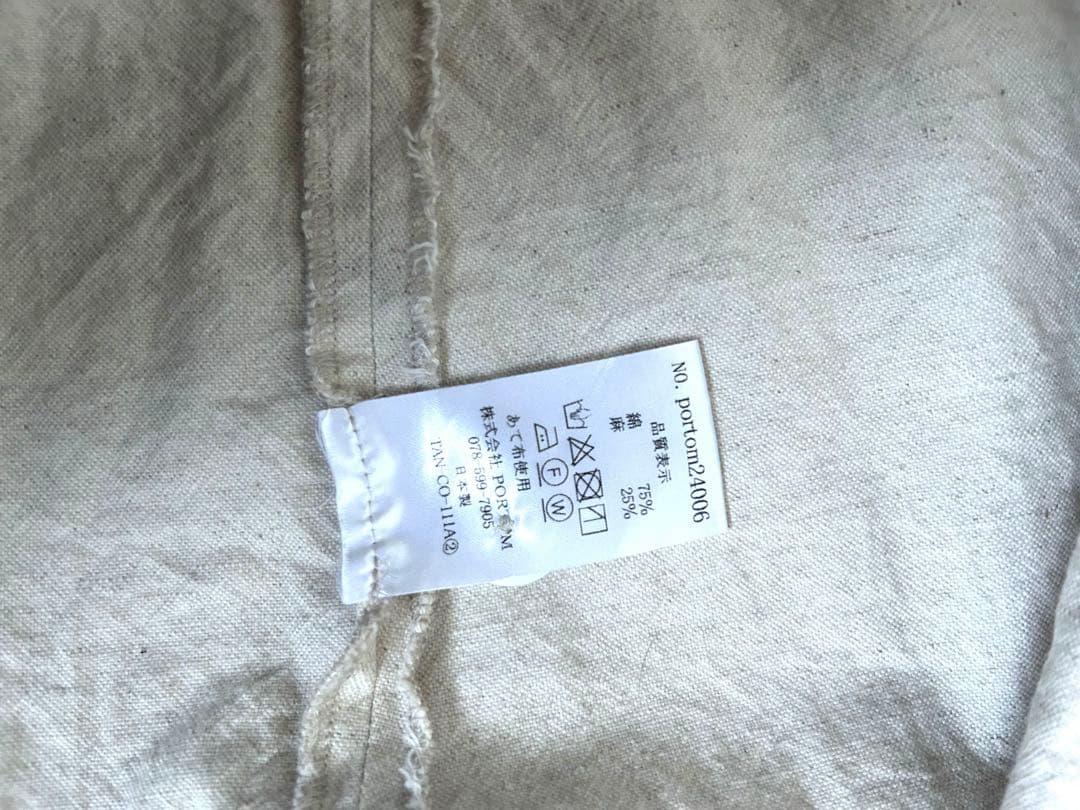 NO. portom24006
品質表示
綿 75%
麻 25%
F W
あて布使用
株式会社 PORTOM
078-599-7905
日本製
TAN CO-111A②